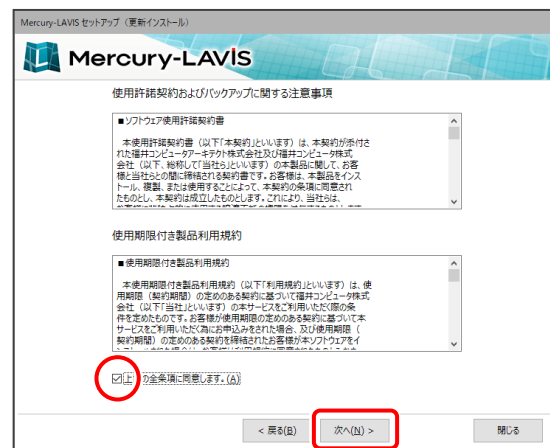 Mercury-LAVIS セットアップ（更新インストール）
Mercury-LAVIS
使用許諾契約およびバックアップに関する注意事項
■ソフトウェア使用許諾契約書
本使用許諾契約書（以下「本契約」といいます）は、本契約が添付さ
れた福井コンピュータアーキテクト株式会社及び福井コンピュータ株式
会社（以下、総称して「当社ら」といいます）の本製品に関して、お客
様と当社らとの間に締結される契約書です。お客様は、本製品をインス
トール、複製、または使用することによって、本契約の条項に同意され
たものとし、本契約は成立したものとします。これにより、当社らは、
使用期限付き製品利用規約
■使用期限付き製品利用規約
本使用期限付き製品利用規約（以下「利用規約」といいます）は、使
用期限（契約期間）の定めのある契約に基づいて福井コンピュータ株式
会社（以下「当社」といいます）の本サービスをご利用いただく際の条
件を定めたものです。お客様が使用期限の定めのある契約に基づいて本
サービスをご利用いただく為にお申込みをされた場合、及び使用期限（
契約期間）の定めのある契約を締結されたお客様が本ソフトウェアをイ
上 の全条項に同意します。(A)
< 戻る(B)
次へ(N) >
閉じる